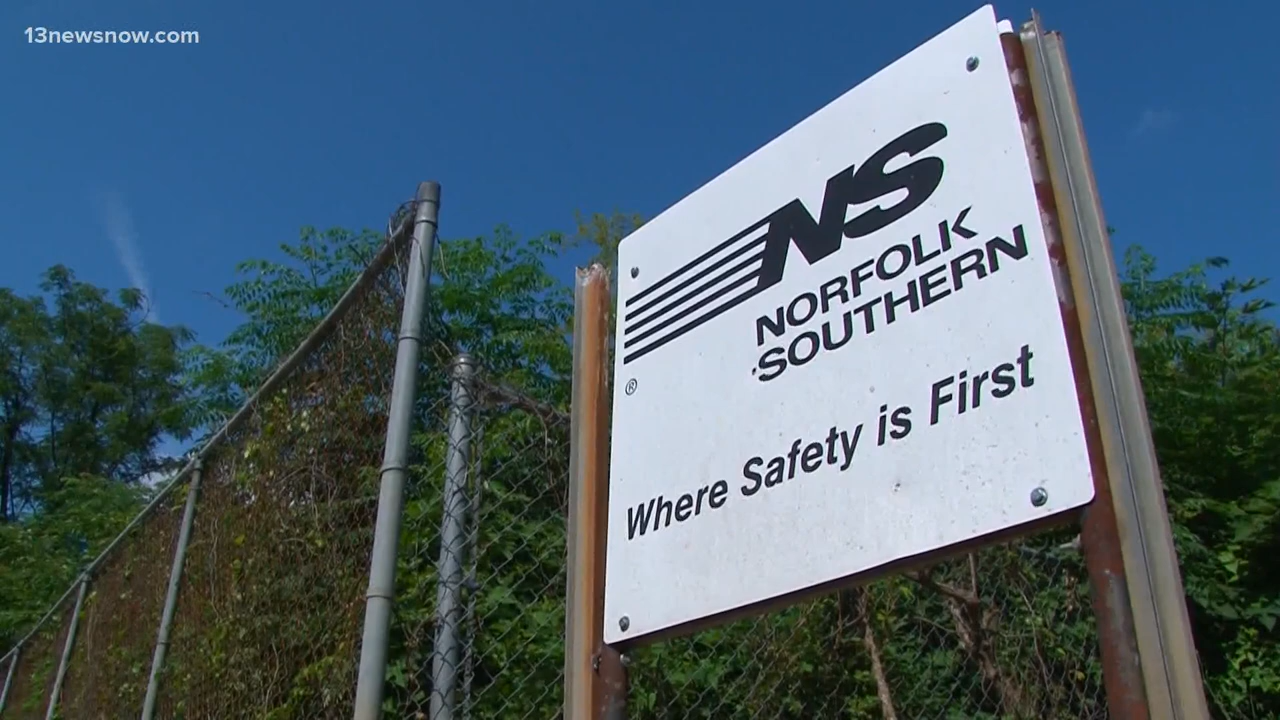 13newsnow.com
NS
NORFOLK
SOUTHERN
®
Where Safety is First